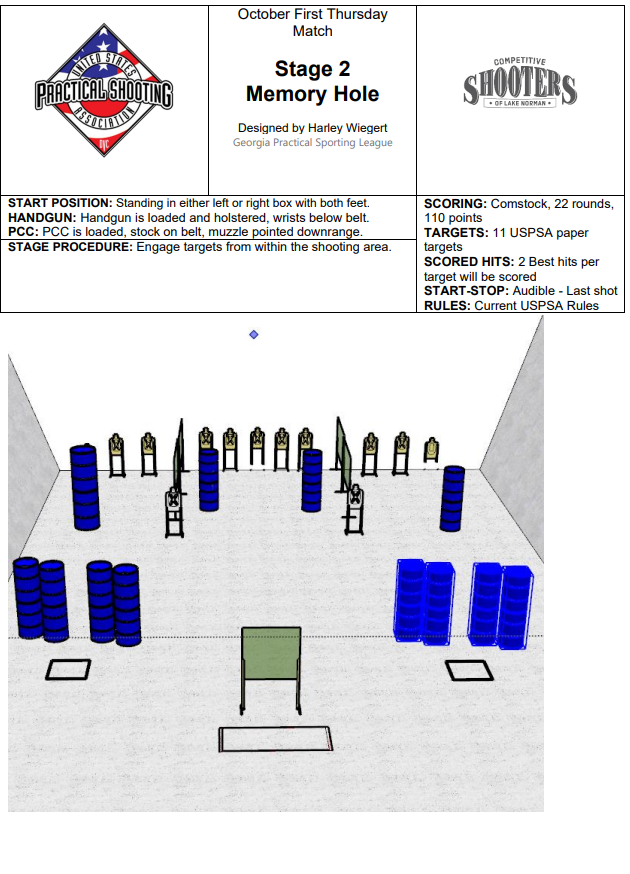 UNITED STATES
PRACTICAL SHOOTING
ASSOCIATION
DVC
October First Thursday
Match
Stage 2
Memory Hole
Designed by Harley Wiegert
Georgia Practical Sporting League
COMPETITIVE
SHOOTERS
• OF LAKE NORMAN •
START POSITION: Standing in either left or right box with both feet.
HANDGUN: Handgun is loaded and holstered, wrists below belt.
PCC: PCC is loaded, stock on belt, muzzle pointed downrange.
STAGE PROCEDURE: Engage targets from within the shooting area.
SCORING: Comstock, 22 rounds,
110 points
TARGETS: 11 USPSA paper
targets
SCORED HITS: 2 Best hits per
target will be scored
START-STOP: Audible - Last shot
RULES: Current USPSA Rules